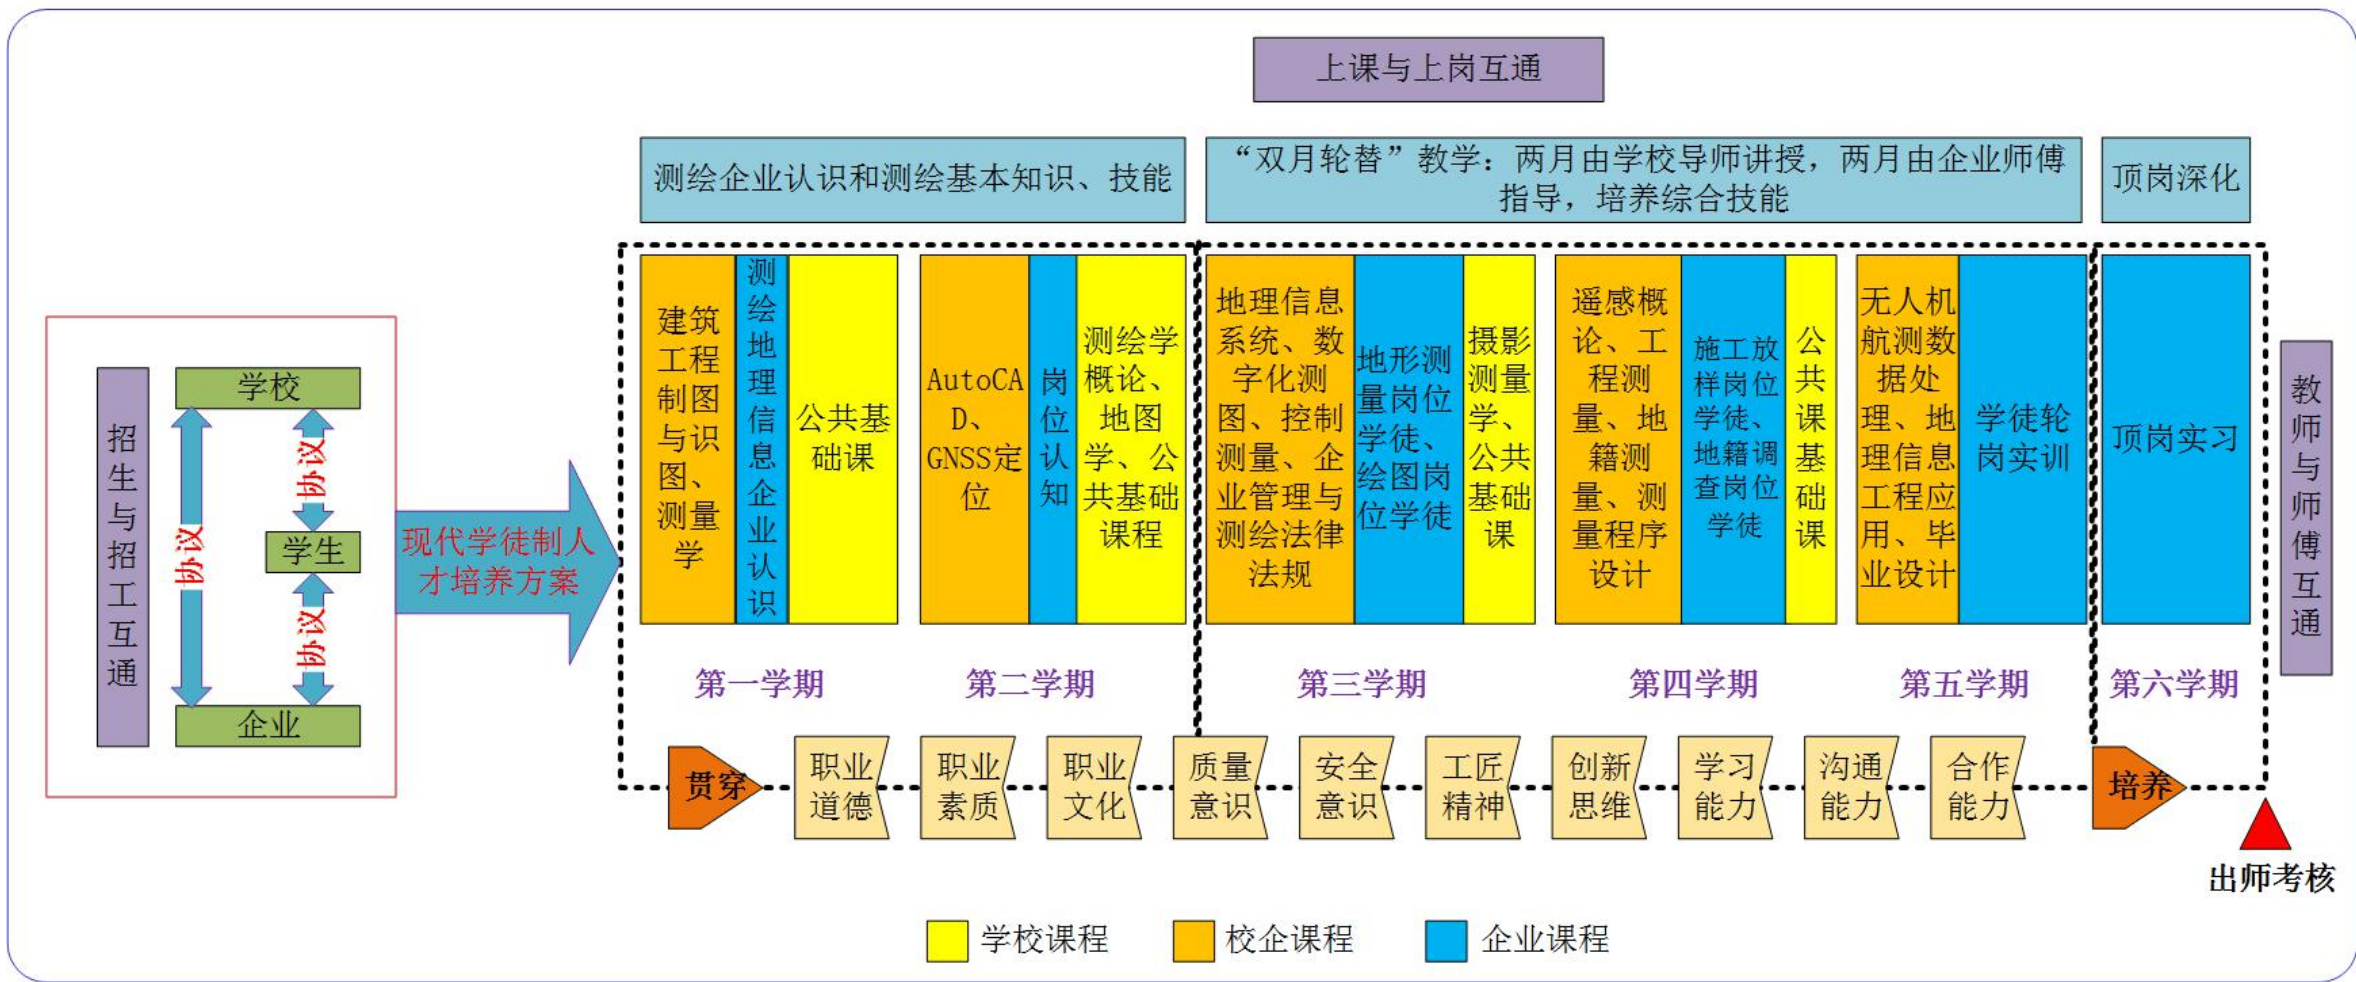 上课与上岗互通
测绘企业认识和测绘基本知识、技能
“双月轮替”教学：两月由学校导师讲授，两月由企业师傅
指导，培养综合技能
顶岗深化
招
生
与
招
工
互
通
学校
协议
协议
学生
协议
企业
现代学徒制人
才培养方案
建筑
工程
制图
与识
图、
测量
学
测
绘
地
理
信
息
企
业
认
识
公共基
础课
AutoCA
D、
GNSS定
位
岗
位
认
知
测绘学
概论、
地图
学、公
共基础
课程
地理信息
系统、数
字化测
图、控制
测量、企
业管理与
测绘法律
法规
地形测
量岗位
学徒、
绘图岗
位学徒
摄影
测量
学、
公共
基础
课
遥感概
论、工
程测
量、地
籍测
量、测
量程序
设计
施工放
样岗位
学徒、
地籍调
查岗位
学徒
公
共
课
基
础
课
无人机
航测数
据处
理、地
理信息
工程应
用、毕
业设计
学徒轮
岗实训
顶岗实习
教
师
与
师
傅
互
通
第一学期
第二学期
第三学期
第四学期
第五学期
第六学期
贯穿
职业
道德
职业
素质
职业
文化
质量
意识
安全
意识
工匠
精神
创新
思维
学习
能力
沟通
能力
合作
能力
培养
出师考核
学校课程
校企课程
企业课程